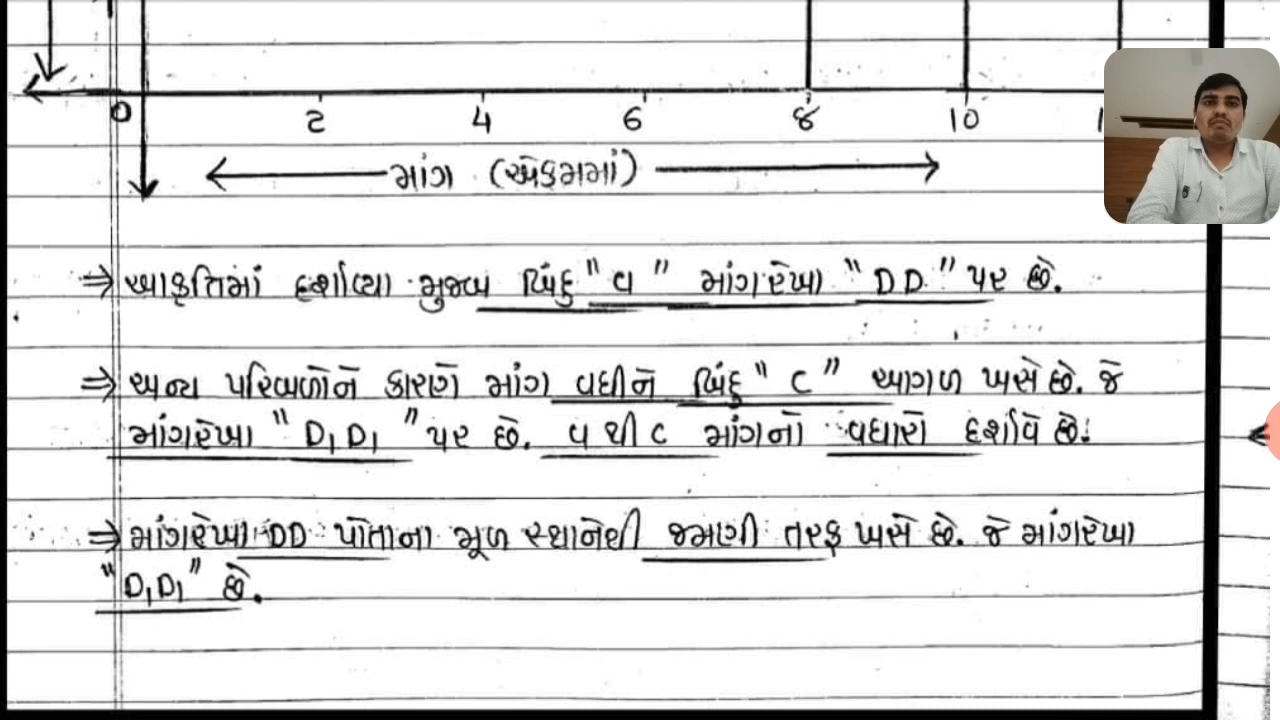 0 2 4 6 8 10 1
માંગ (એકમમાં)
⇒ આકૃતિમાં દર્શાવ્યા મુજબ બિંદુ "વ" માંગરેખા "DD" પર છે.
⇒ અન્ય પરિબળોને કારણે માંગ વધીને બિંદુ "C" આગળ ખસે છે. જે
માંગરેખા "D₁D₁" પર છે. વ થી C માંગનો વધારો દર્શાવે છે.
⇒ માંગરેખા DD પોતાના મૂળ સ્થાનેથી જમણી તરફ ખસે છે. જે માંગરેખા
"D₁D₁" છે.